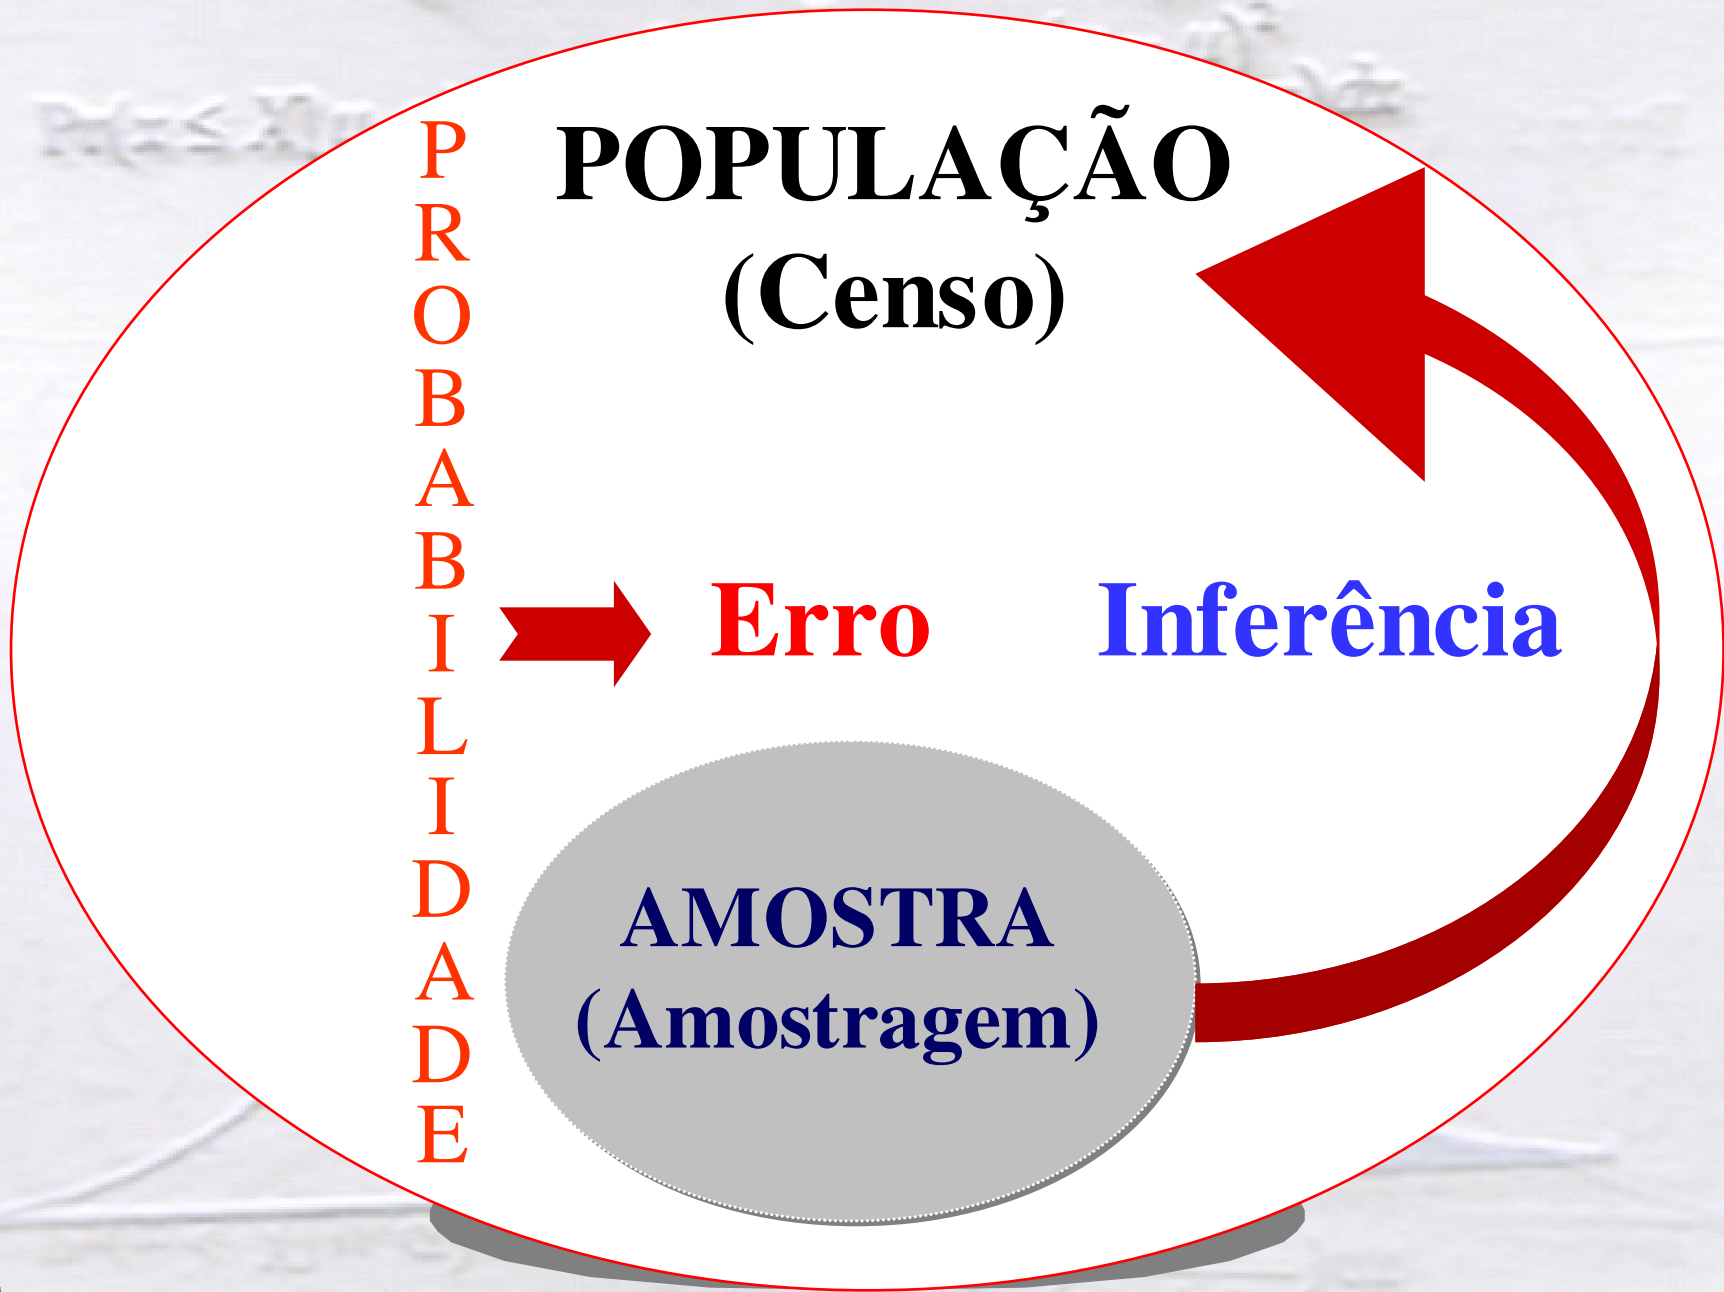 POPULAÇÃO
(Censo)
PROBABILIDADE
Erro
Inferência
AMOSTRA
(Amostragem)